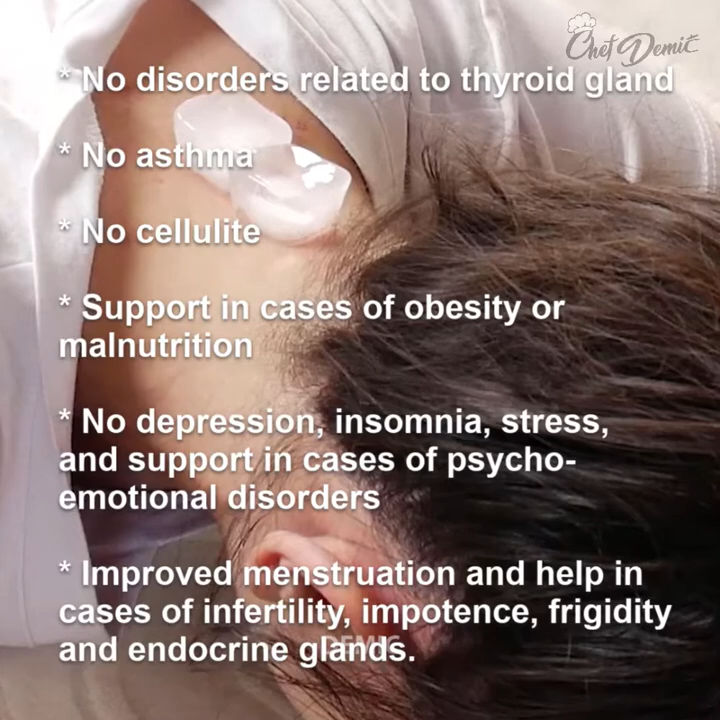 Chef Demic
* No disorders related to thyroid gland
* No asthma
* No cellulite
* Support in cases of obesity or
malnutrition
* No depression, insomnia, stress,
and support in cases of psycho-
emotional disorders
* Improved menstruation and help in
cases of infertility, impotence, frigidity
and endocrine glands.
DEMIC